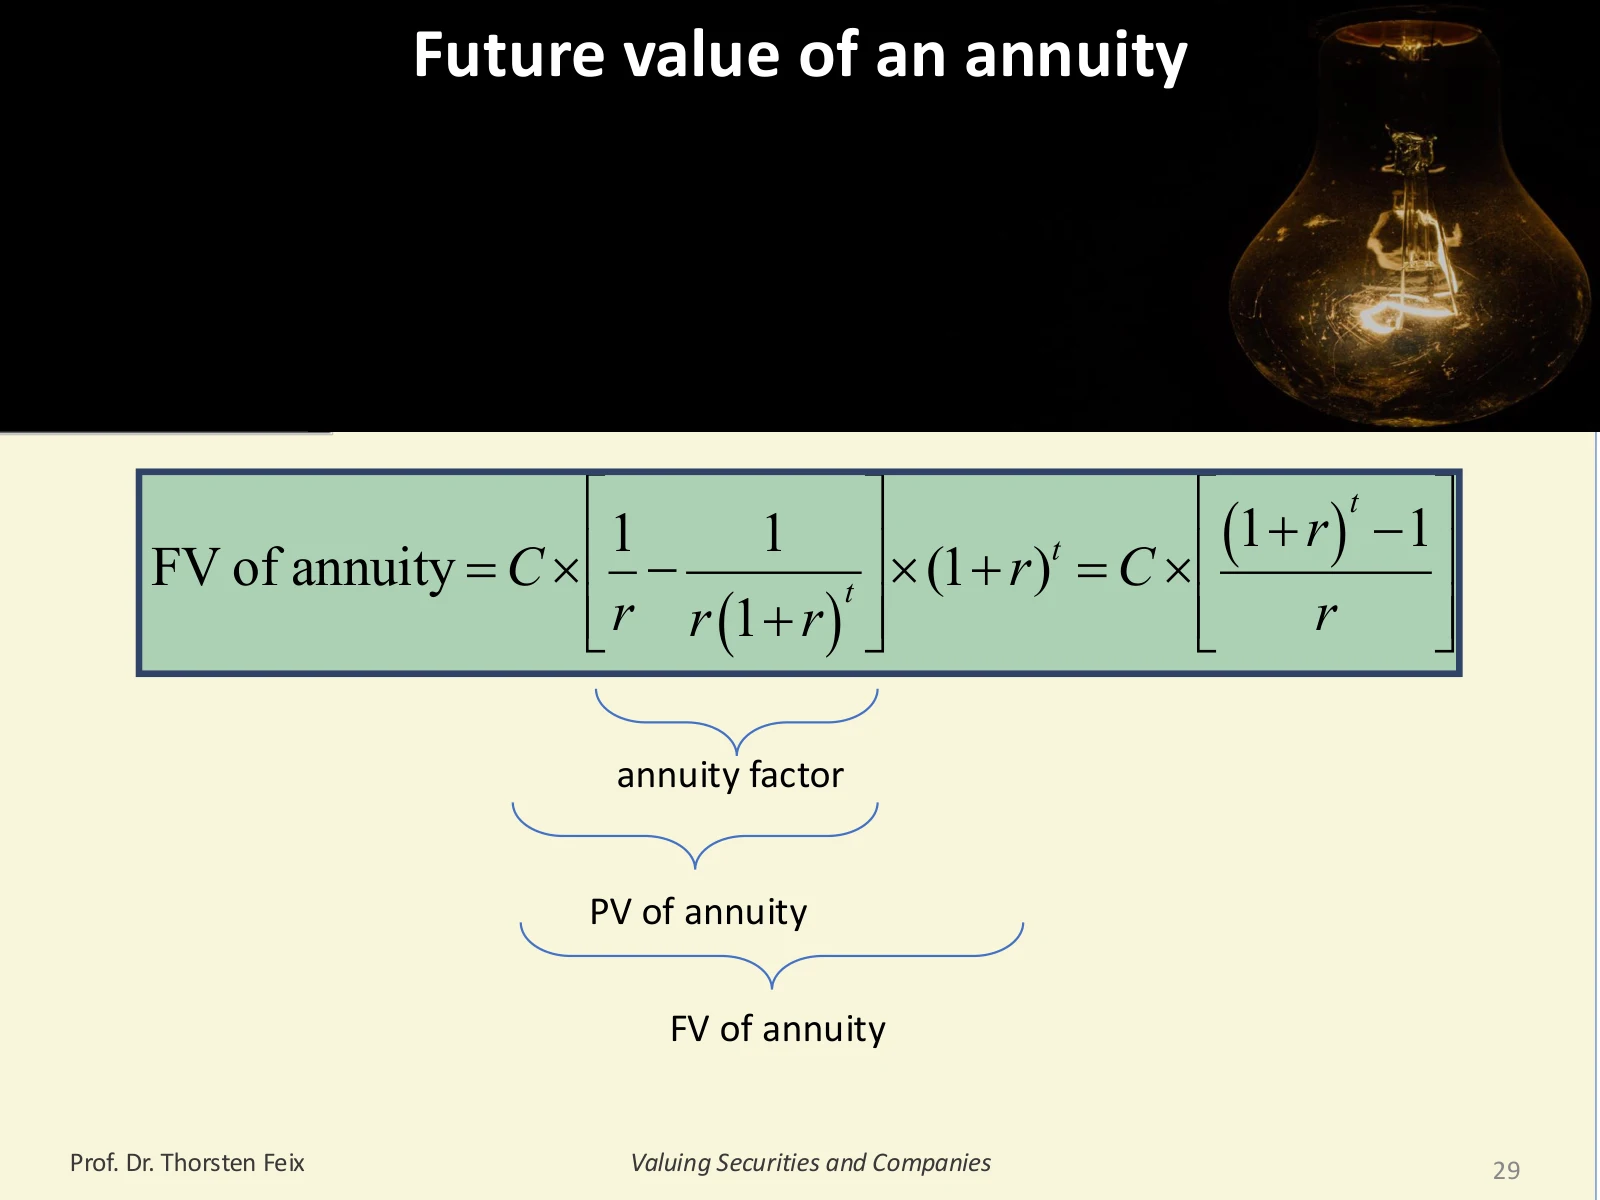 Future value of an annuity
FV of annuity = C × [1/r − 1/(r(1+r)^t)] × (1+r)^t = C × [((1+r)^t − 1)/r]
annuity factor
PV of annuity
FV of annuity
Prof. Dr. Thorsten Feix
Valuing Securities and Companies
29